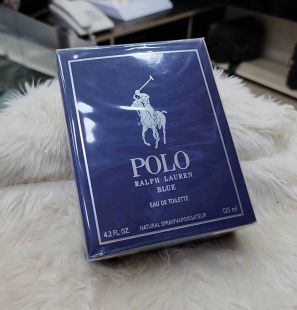 POLO
RALPH LAUREN
BLUE
EAU DE TOILETTE
4.2 FL. OZ. NATURAL SPRAY/VAPORISATEUR 125 ml